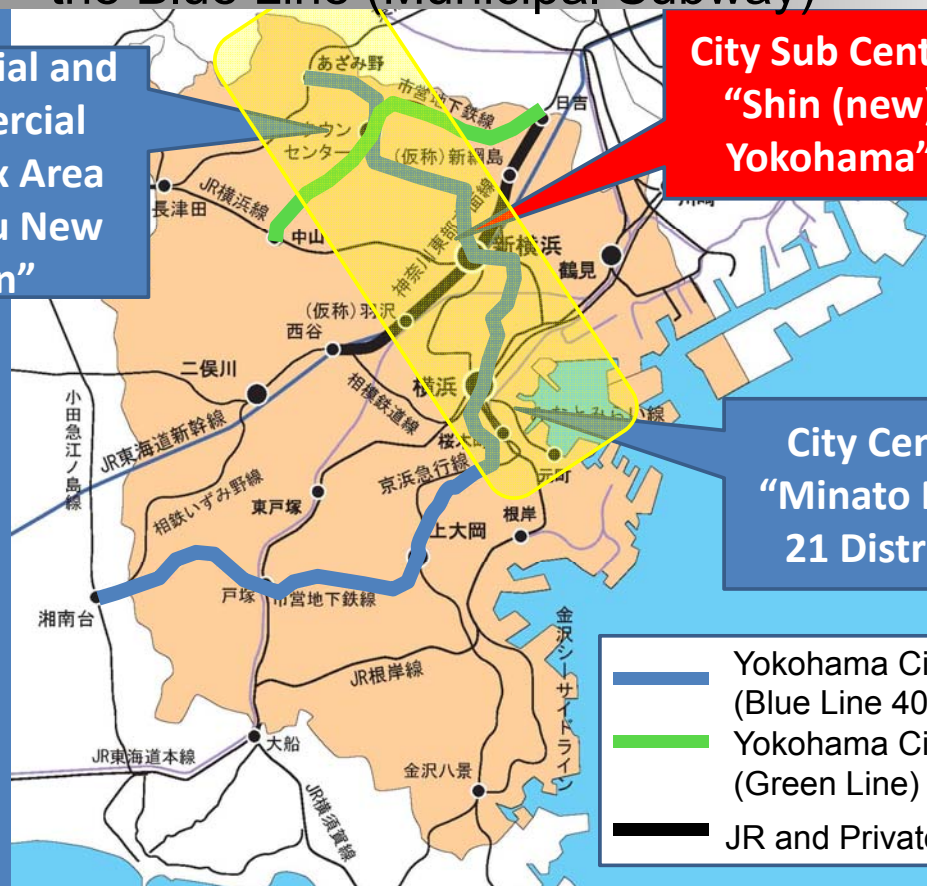 the Blue Line (Municipal Subway)
ial and
ercial
x Area
u New
n”
City Sub Cent
“Shin (new)
Yokohama”
あざみ野
市営地下鉄線
日吉
センター
(仮称)新綱島
JR横浜線
長津田
中山
新横浜
鶴見
(仮称)羽沢
西谷
二俣川
横浜
相模鉄道線
小田急江ノ島線
JR東海道新幹線
京浜急行線
元町
相鉄いずみ野線
東戸塚
上大岡
根岸
City Cen
“Minato
21 Distr
戸塚
市営地下鉄線
湘南台
金沢シーサイドライン
JR根岸線
JR東海道本線
大船
金沢八景
JR横須賀線
Yokohama Ci
(Blue Line 40
Yokohama Ci
(Green Line)
JR and Private